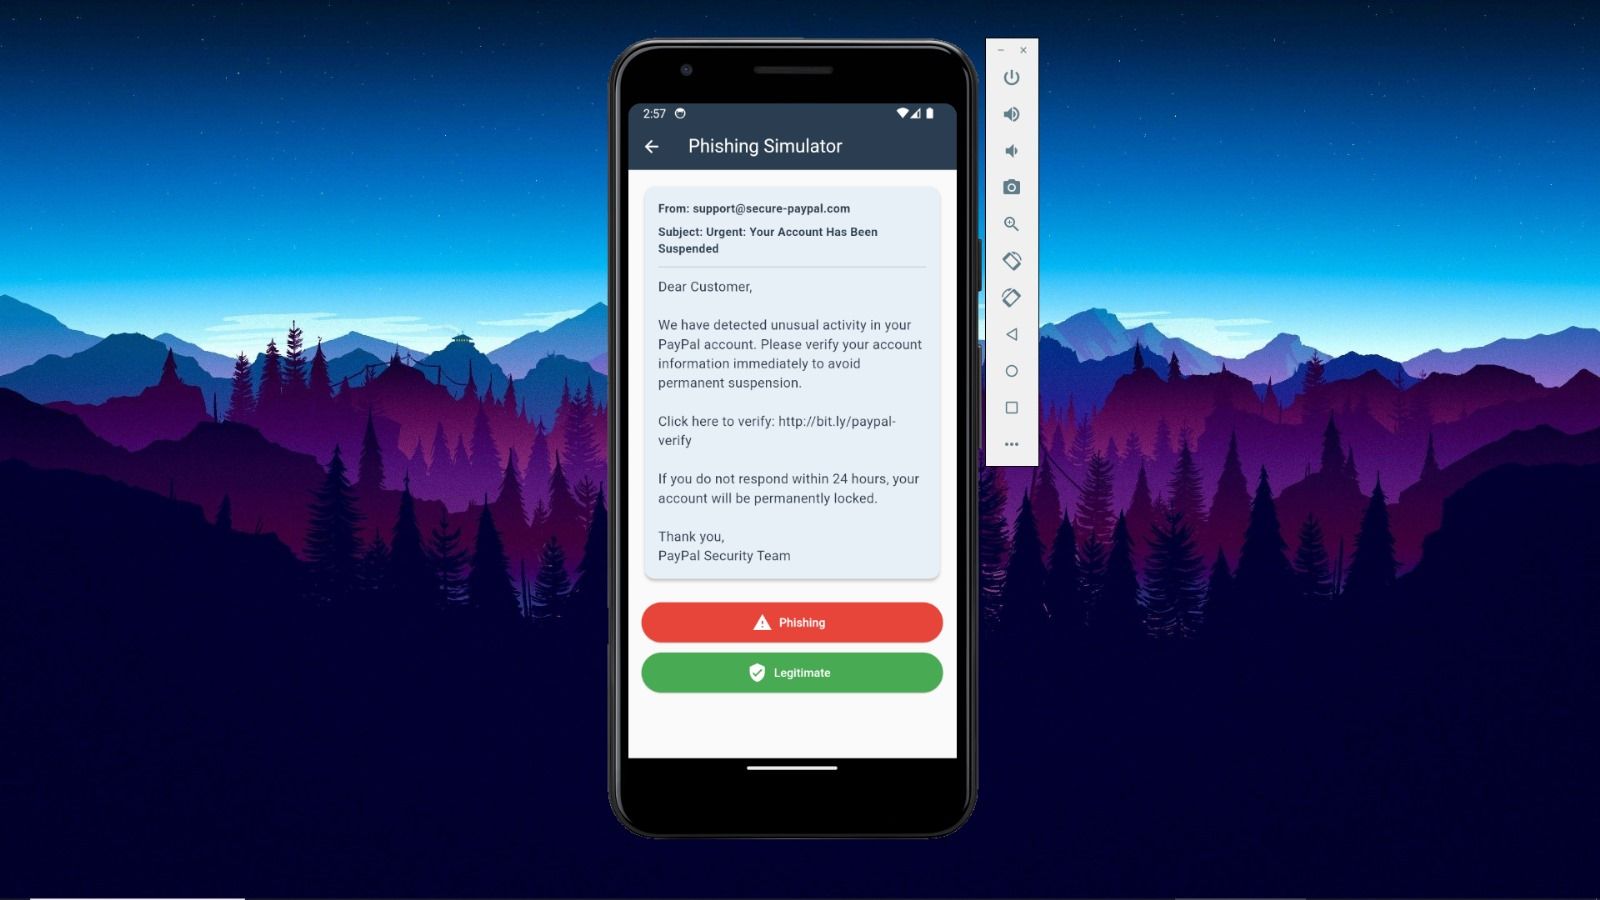 2:57
Phishing Simulator
From: support@secure-paypal.com
Subject: Urgent: Your Account Has Been
Suspended
Dear Customer,
We have detected unusual activity in your
PayPal account. Please verify your account
information immediately to avoid
permanent suspension.
Click here to verify: http://bit.ly/paypal-
verify
If you do not respond within 24 hours, your
account will be permanently locked.
Thank you,
PayPal Security Team
Phishing
Legitimate